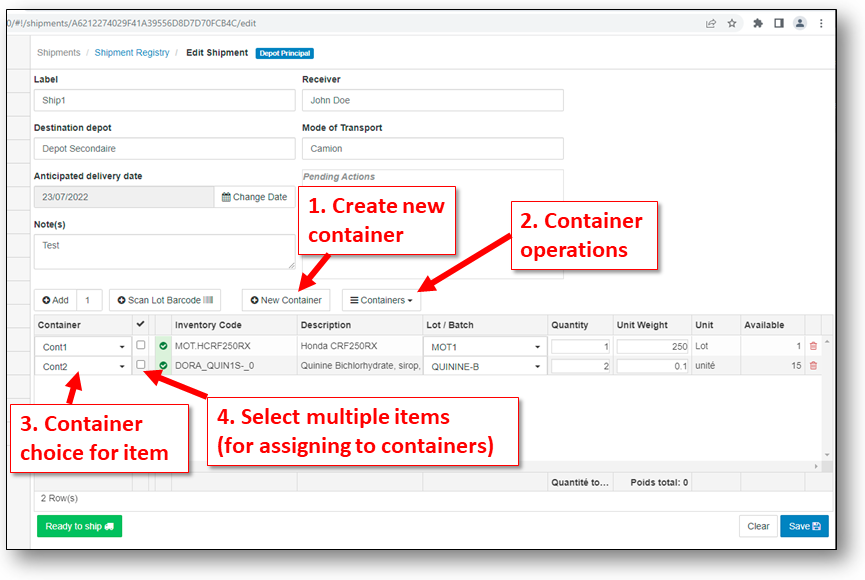 0/#!/shipments/A6212274029F41A39556D8D7D70FCB4C/edit
Shipments / Shipment Registry / Edit Shipment Depot Principal
Label
Receiver
Ship1
John Doe
Destination depot
Mode of Transport
Depot Secondaire
Camion
Anticipated delivery date
Pending Actions
23/07/2022
Change Date
Note(s)
Test
1. Create new
container
2. Container
operations
Add 1 Scan Lot Barcode New Container Containers
Container Inventory Code Description Lot / Batch Quantity Unit Weight Unit Available
Cont1 MOT.HCRF250RX Honda CRF250RX MOT1 1 250 Lot 1
Cont2 DORA_QUIN1S-_0 Quinine Bichlorhydrate, sirop, QUININE-B 2 0.1 unité 15
3. Container
choice for item
4. Select multiple items
(for assigning to containers)
Quantité to... Poids total: 0
2 Row(s)
Ready to ship
Clear
Save